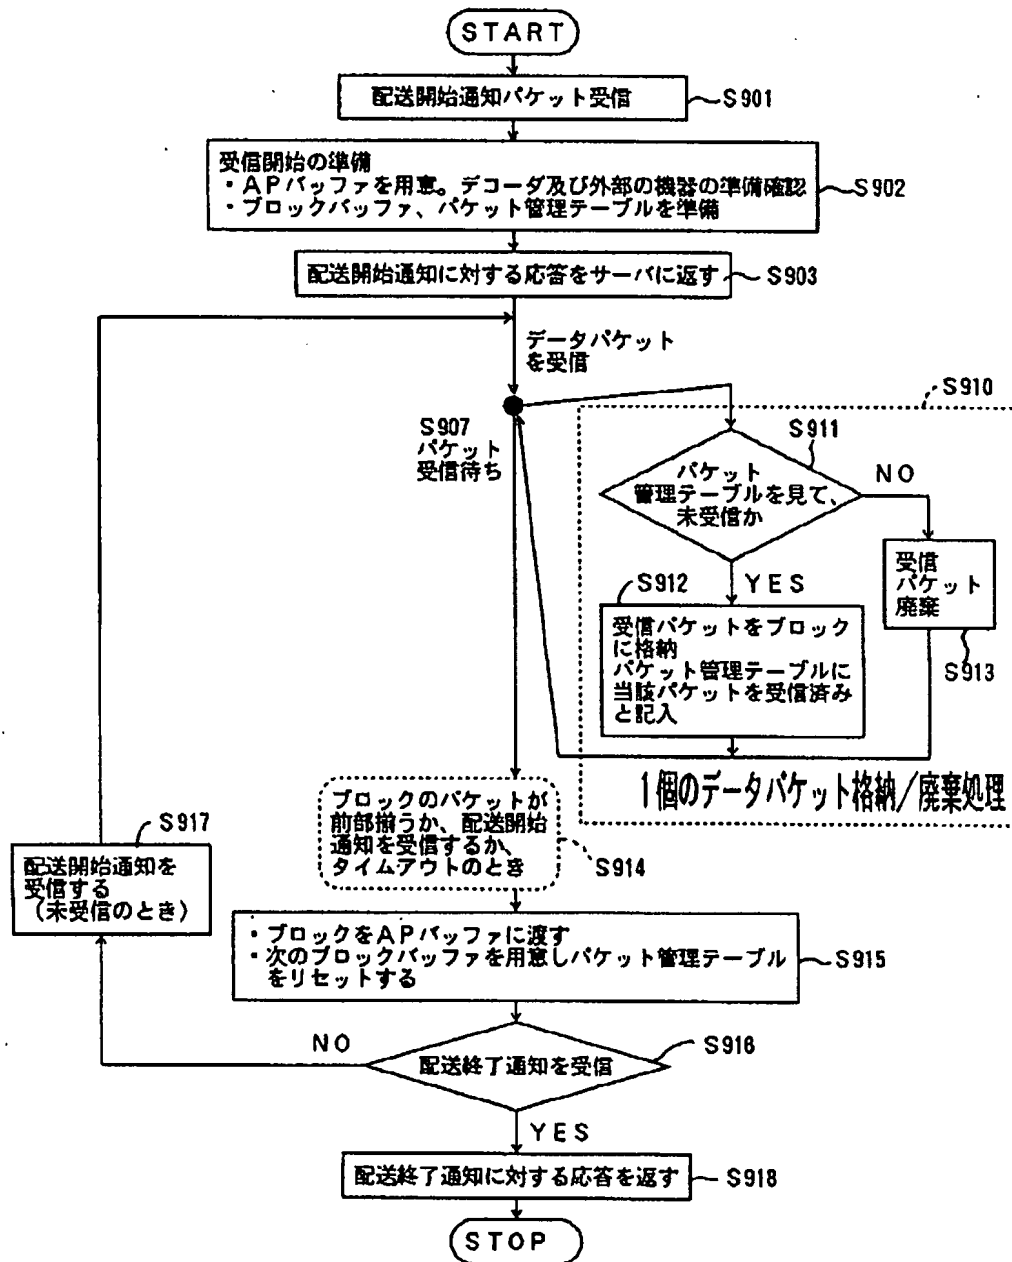 START
配送開始通知パケット受信
S901
受信開始の準備
・APバッファを用意。デコーダ及び外部の機器の準備確認
・ブロックバッファ、パケット管理テーブルを準備
S902
配送開始通知に対する応答をサーバに返す
S903
データパケット
を受信
S910
S907
パケット
受信待ち
S911
パケット
管理テーブルを見て、
未受信か
NO
YES
S912
受信パケットをブロック
に格納
パケット管理テーブルに
当該パケットを受信済み
と記入
受信
パケット
廃棄
S913
1個のデータパケット格納/廃棄処理
ブロックのパケットが
前部揃うか、配送開始
通知を受信するか、
タイムアウトのとき
S914
S917
配送開始通知を
受信する
(未受信のとき)
・ブロックをAPバッファに渡す
・次のブロックバッファを用意しパケット管理テーブル
をリセットする
S915
NO
配送終了通知を受信
S916
YES
配送終了通知に対する応答を返す
S918
STOP